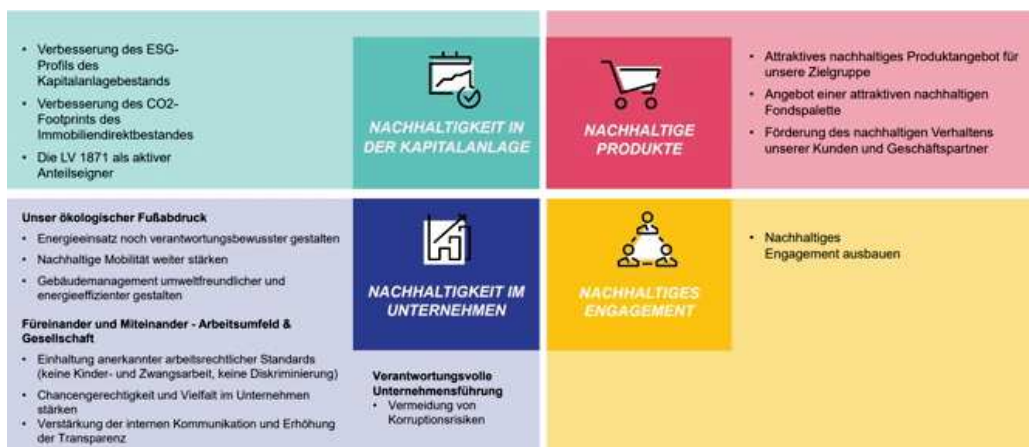 • Verbesserung des ESG-
Profils des
Kapitalanlagebestands
• Verbesserung des CO2-
Footprints des
Immobiliendirektbestandes
• Die LV 1871 als aktiver
Anteilseigner
NACHHALTIGKEIT IN
DER KAPITALANLAGE
NACHHALTIGE
PRODUKTE
• Attraktives nachhaltiges Produktangebot für
unsere Zielgruppe
• Angebot einer attraktiven nachhaltigen
Fondspalette
• Förderung des nachhaltigen Verhaltens
unserer Kunden und Geschäftspartner
Unser ökologischer Fußabdruck
• Energieeinsatz noch verantwortungsbewusster gestalten
• Nachhaltige Mobilität weiter stärken
• Gebäudemanagement umweltfreundlicher und
energieeffizienter gestalten
Füreinander und Miteinander - Arbeitsumfeld &
Gesellschaft
• Einhaltung anerkannter arbeitsrechtlicher Standards
(keine Kinder- und Zwangsarbeit, keine Diskriminierung)
• Chancengerechtigkeit und Vielfalt im Unternehmen
stärken
• Verstärkung der internen Kommunikation und Erhöhung
der Transparenz
NACHHALTIGKEIT IM
UNTERNEHMEN
Verantwortungsvolle
Unternehmensführung
• Vermeidung von
Korruptionsrisiken
NACHHALTIGES
ENGAGEMENT
• Nachhaltiges
Engagement ausbauen